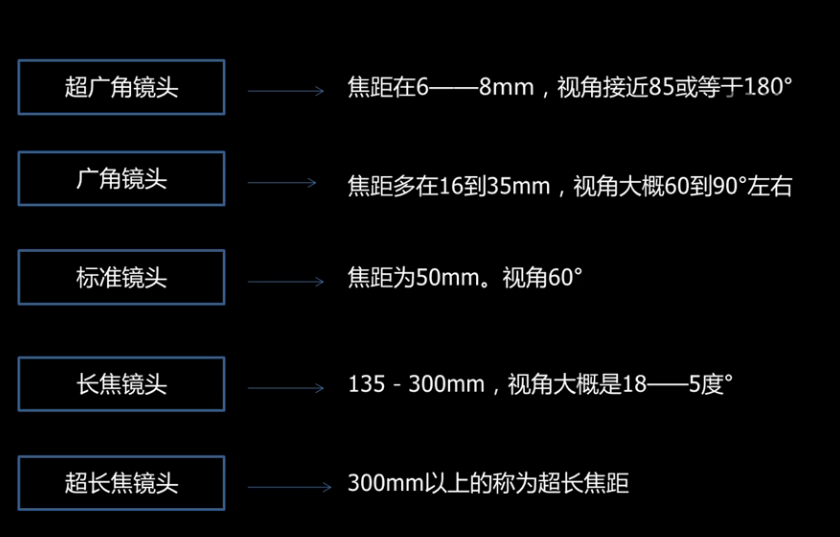 超广角镜头
焦距在6——8mm，视角接近85或等于180°
广角镜头
焦距多在16到35mm，视角大概60到90°左右
标准镜头
焦距为50mm。视角60°
长焦镜头
135 - 300mm，视角大概是18——5度°
超长焦镜头
300mm以上的称为超长焦距